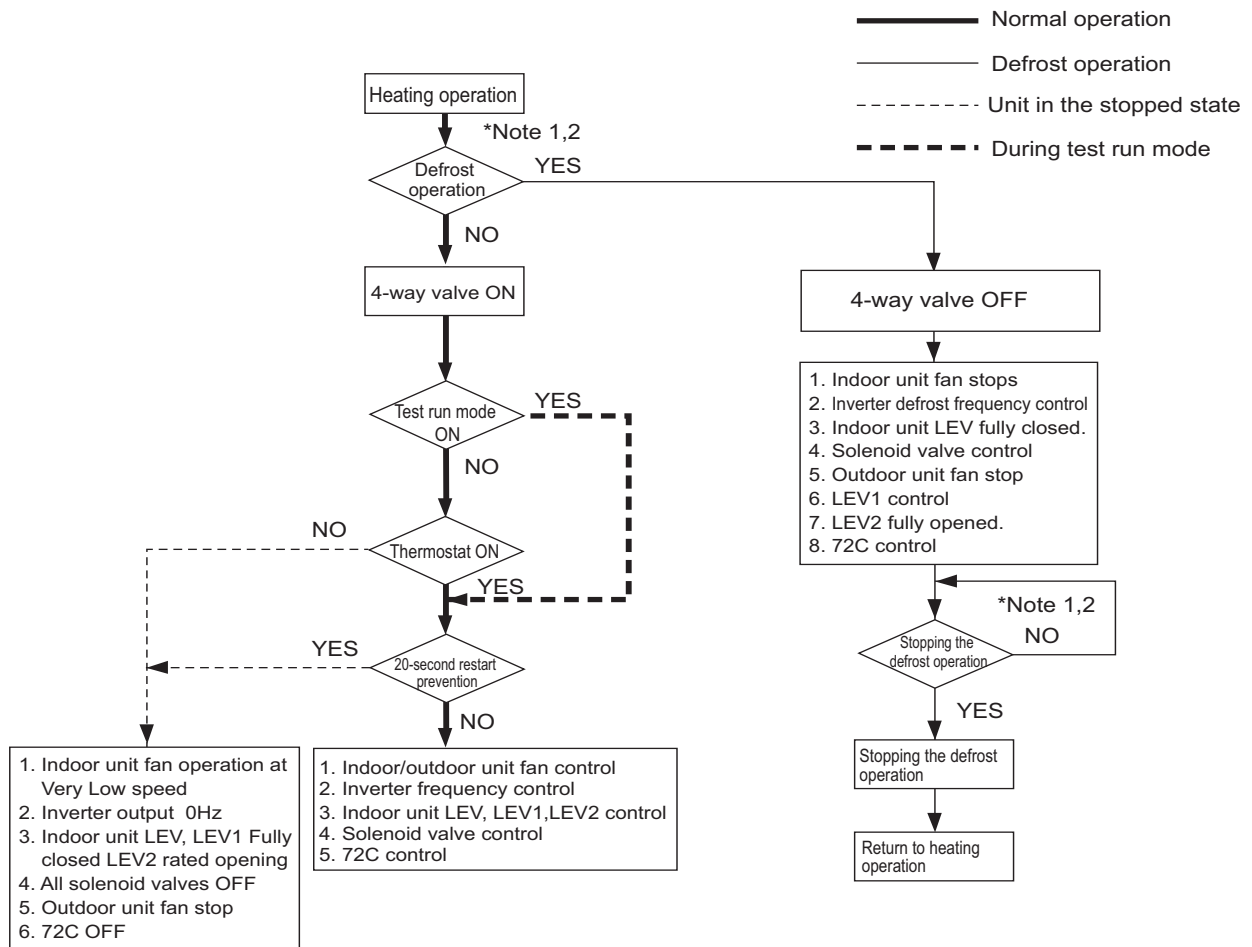 Normal operation
Defrost operation
Unit in the stopped state
During test run mode
Heating operation
*Note 1,2
Defrost
operation
YES
NO
4-way valve ON
4-way valve OFF
1. Indoor unit fan stops
2. Inverter defrost frequency control
3. Indoor unit LEV fully closed.
4. Solenoid valve control
5. Outdoor unit fan stop
6. LEV1 control
7. LEV2 fully opened.
8. 72C control
Test run mode
ON
YES
NO
NO
Thermostat ON
YES
YES
20-second restart
prevention
NO
*Note 1,2
NO
Stopping the
defrost operation
YES
1. Indoor unit fan operation at
Very Low speed
2. Inverter output 0Hz
3. Indoor unit LEV, LEV1 Fully
closed LEV2 rated opening
4. All solenoid valves OFF
5. Outdoor unit fan stop
6. 72C OFF
1. Indoor/outdoor unit fan control
2. Inverter frequency control
3. Indoor unit LEV, LEV1,LEV2 control
4. Solenoid valve control
5. 72C control
Stopping the defrost
operation
Return to heating
operation